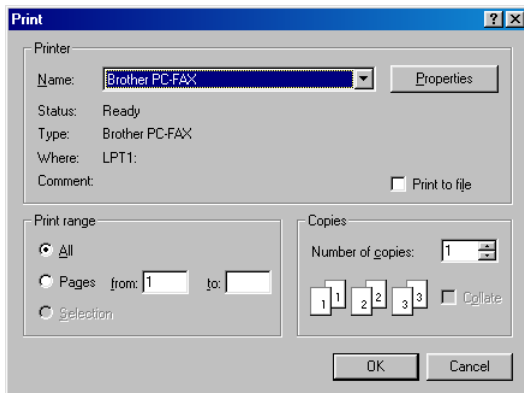 Print
Printer
Name: Brother PC-FAX Properties
Status: Ready
Type: Brother PC-FAX
Where: LPT1:
Comment:
Print to file
Print range
All
Pages from: 1 to:
Selection
Copies
Number of copies: 1
1 1 2 2 3 3
Collate
OK Cancel